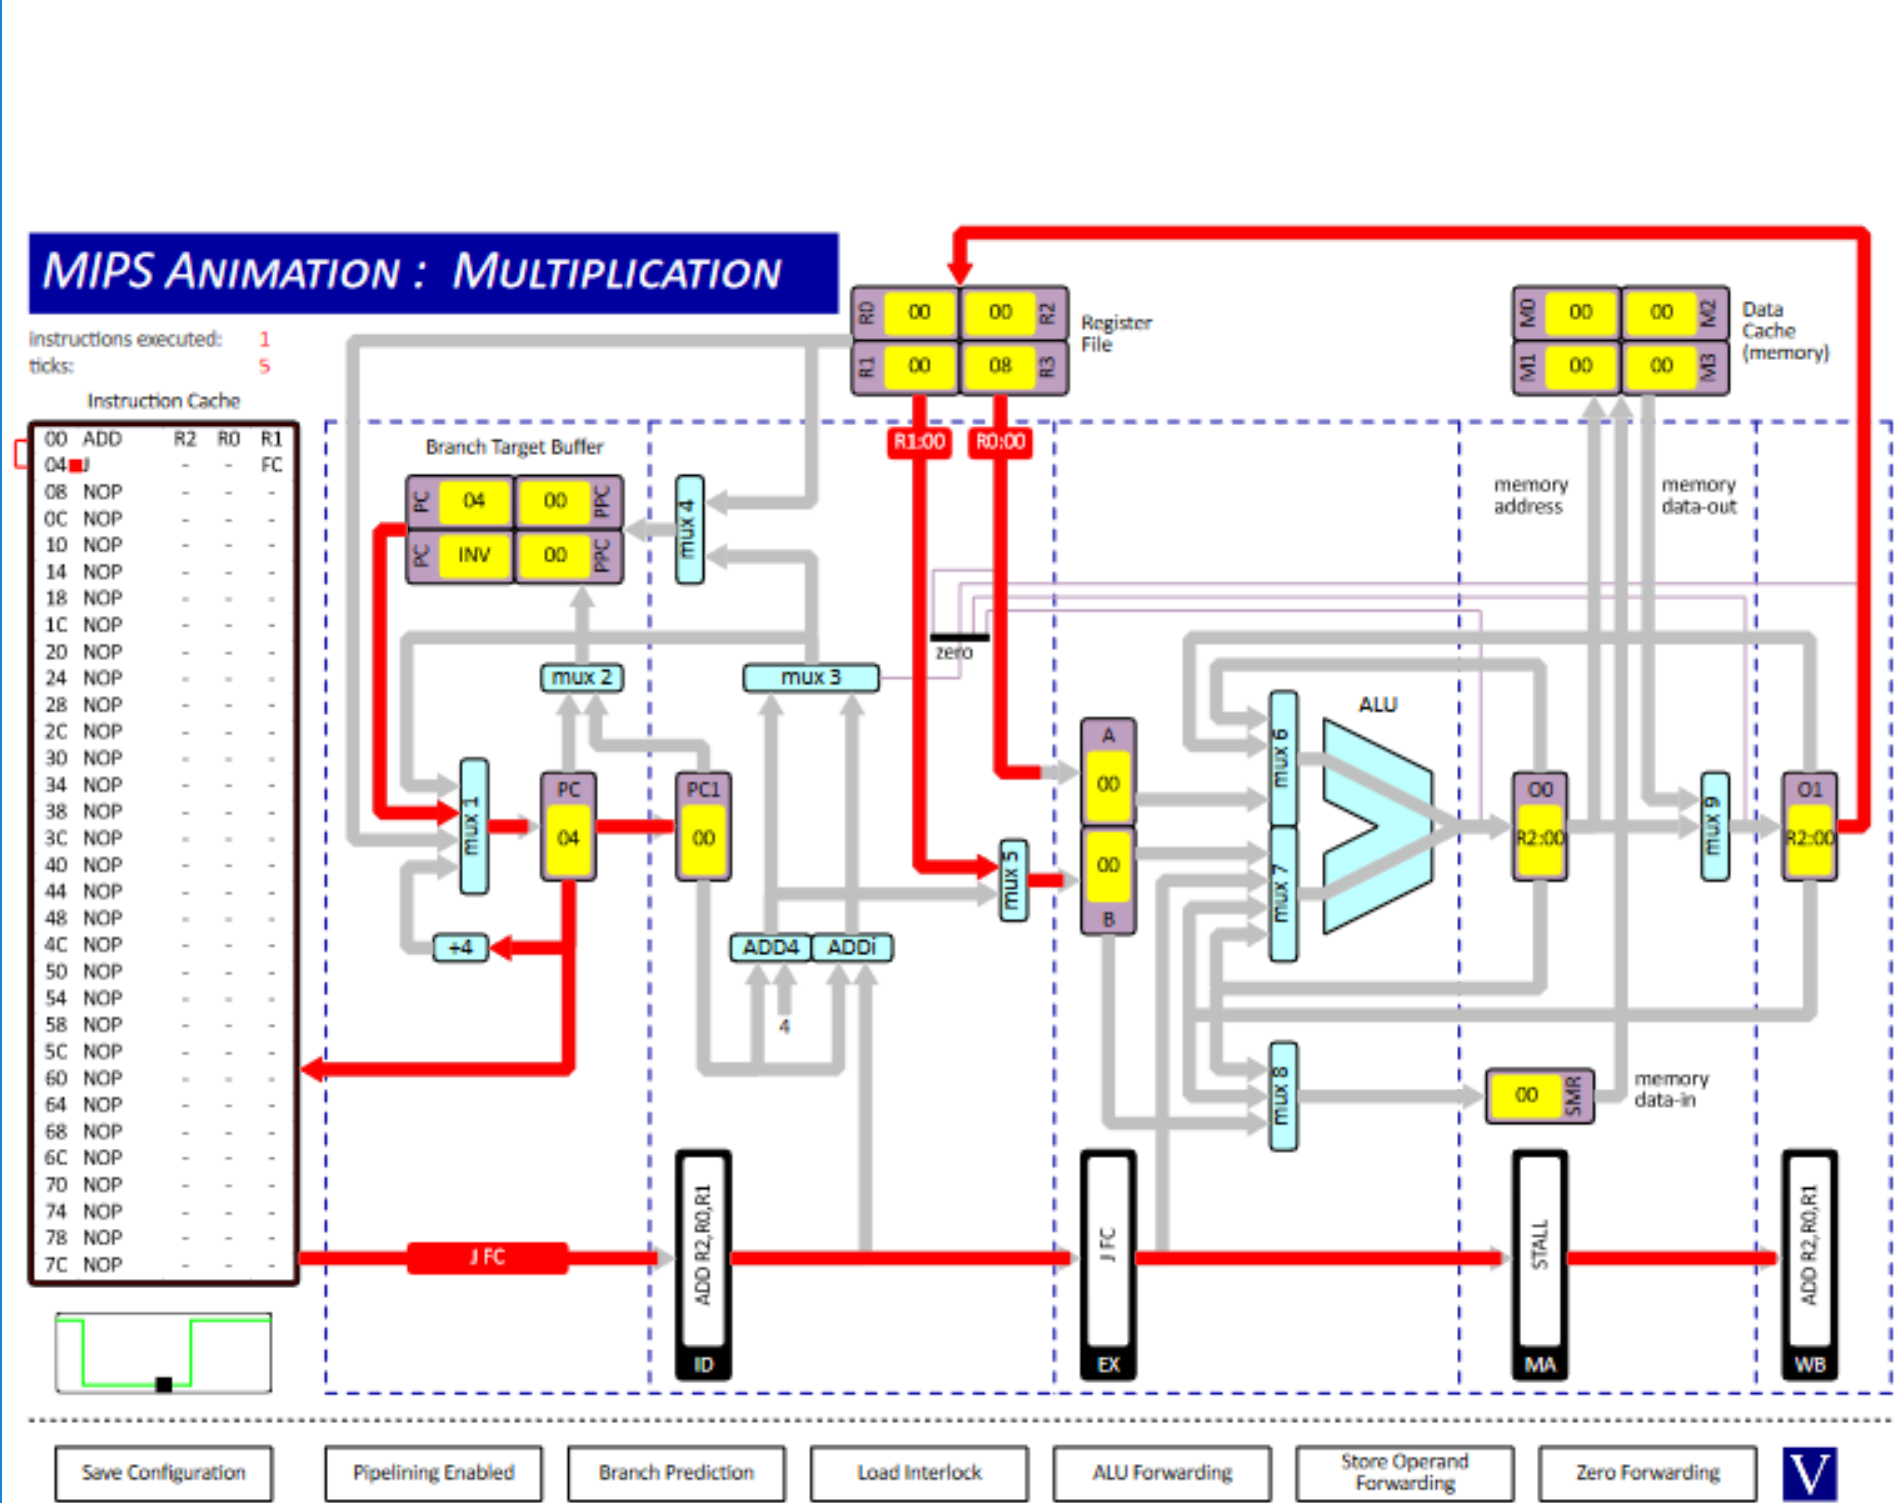 MIPS ANIMATION : MULTIPLICATION
instructions executed: 1
ticks: 5
Instruction Cache
00 ADD R2 R0 R1
04 J - - FC
08 NOP - - -
0C NOP - - -
10 NOP - - -
14 NOP - - -
18 NOP - - -
1C NOP - - -
20 NOP - - -
24 NOP - - -
28 NOP - - -
2C NOP - - -
30 NOP - - -
34 NOP - - -
38 NOP - - -
3C NOP - - -
40 NOP - - -
44 NOP - - -
48 NOP - - -
4C NOP - - -
50 NOP - - -
54 NOP - - -
58 NOP - - -
5C NOP - - -
60 NOP - - -
64 NOP - - -
68 NOP - - -
6C NOP - - -
70 NOP - - -
74 NOP - - -
78 NOP - - -
7C NOP - - -
R0 00 00 R2
R1 00 08 R3
Register
File
M0 00 00 M2
M1 00 00 M3
Data
Cache
(memory)
R1:00 R0:00
Branch Target Buffer
PC 04 00 PPC
PC INV 00 PPC
mux 4
memory
address
memory
data-out
zero
mux 2
mux 3
mux 1
PC
04
PC1
00
+4
ADD4 ADDi
4
mux 5
A
00
00
B
mux 6
mux 7
ALU
O0
R2:00
mux 9
O1
R2:00
mux 8
00 SMR
memory
data-in
J FC
ADD R2,R0,R1
ID
J FC
EX
STALL
MA
ADD R2,R0,R1
WB
Save Configuration
Pipelining Enabled
Branch Prediction
Load Interlock
ALU Forwarding
Store Operand
Forwarding
Zero Forwarding
V